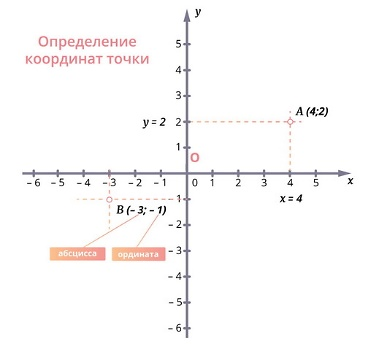 Определение
координат точки
y
5
4
3
y = 2
2
A (4;2)
1
O
– 6 – 5 – 4 – 3 – 2 – 1 0 1 2 3 4 5 x
x = 4
– 1
B (– 3; – 1)
– 2
абсцисса ордината
– 3
– 4
– 5
– 6